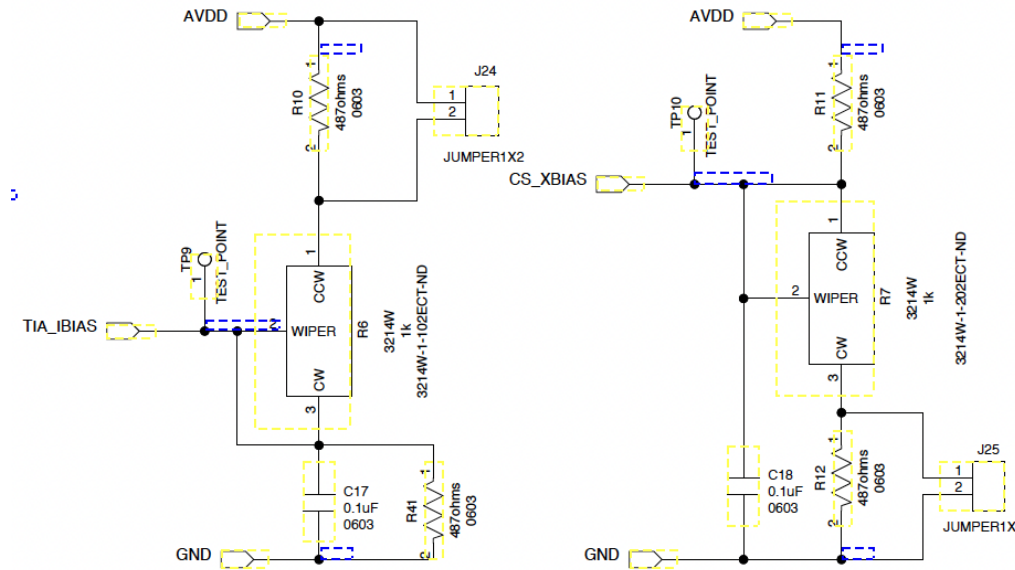 AVDD
J24
1
2
JUMPER1X2
1
R10
487ohms
0603
2
TP9
1
TEST_POINT
TIA_IBIAS
1
CCW
2
WIPER
R6
3214W
1k
3214W-1-102ECT-ND
CW
3
C17
0.1uF
0603
1
R41
487ohms
0603
2
GND
AVDD
1
R11
487ohms
0603
2
TP10
1
TEST_POINT
CS_XBIAS
1
CCW
2
WIPER
R7
3214W
1k
3214W-1-202ECT-ND
CW
3
C18
0.1uF
0603
1
R12
487ohms
0603
2
J25
1
2
JUMPER1X
GND